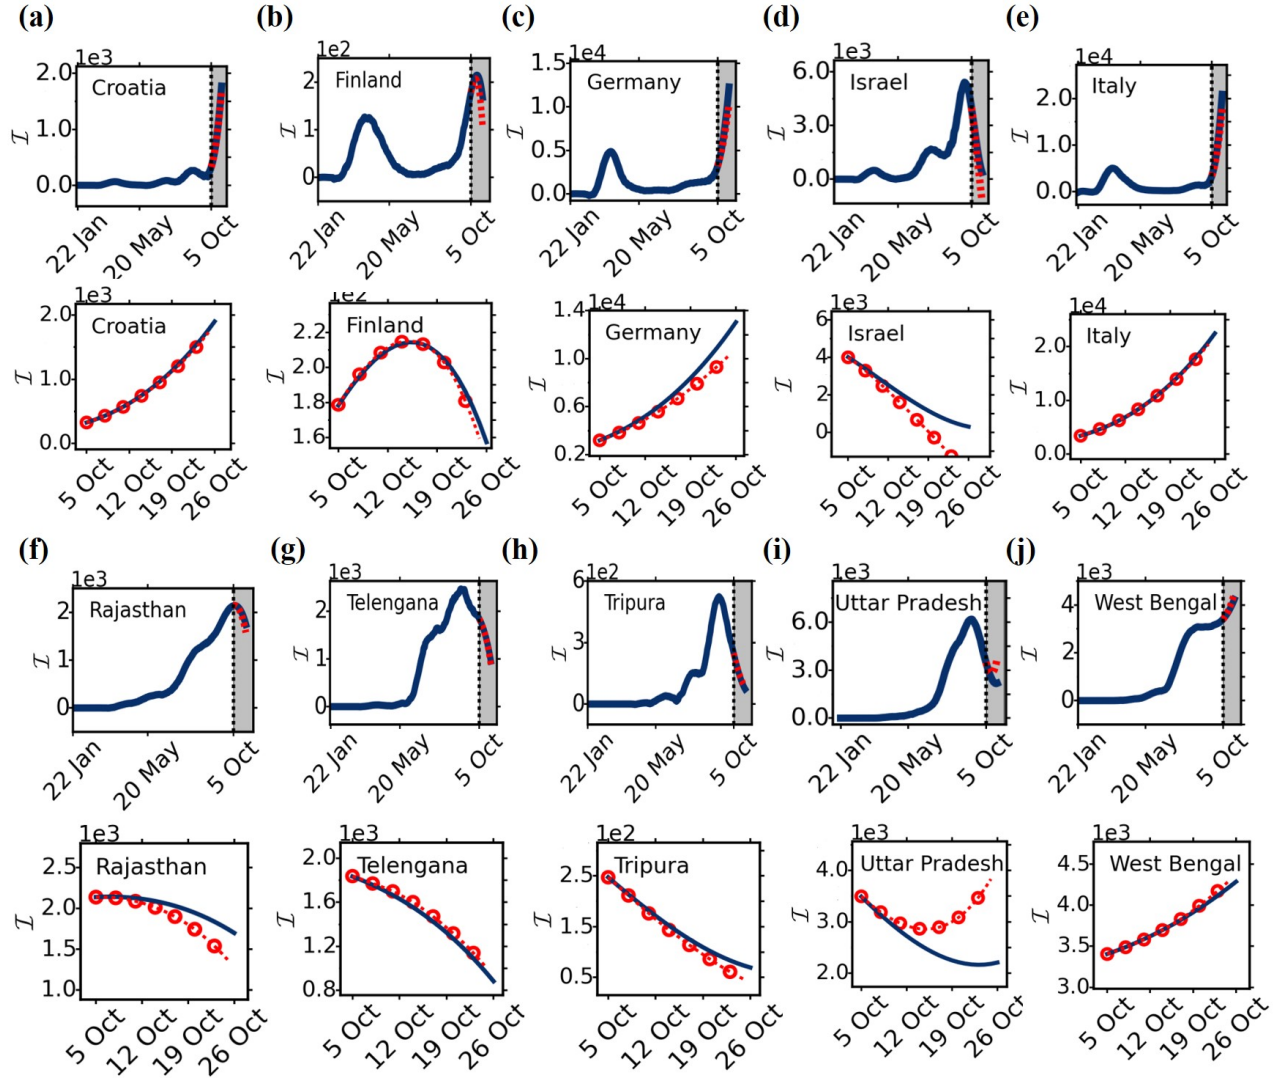 (a) (b) (c) (d) (e)
1e3 1e2 1e4 1e3 1e4
Croatia Finland Germany Israel Italy
2.0 1.0 0.0
2 1 0
1.5 1.0 0.5 0.0
6.0 3.0 0.0
2.0 1.0 0.0
I I I I I
22 Jan 20 May 5 Oct 22 Jan 20 May 5 Oct 22 Jan 20 May 5 Oct 22 Jan 20 May 5 Oct 22 Jan 20 May 5 Oct
1e3 1e2 1e4 1e3 1e4
Croatia Finland Germany Israel Italy
2.0 1.0 0.0
2.2 2.0 1.8 1.6
1.4 1.0 0.6 0.2
6 4 2 0
2.0 1.0 0.0
I I I I I
5 Oct 12 Oct 19 Oct 26 Oct 5 Oct 12 Oct 19 Oct 26 Oct 5 Oct 12 Oct 19 Oct 26 Oct 5 Oct 12 Oct 19 Oct 26 Oct 5 Oct 12 Oct 19 Oct 26 Oct
(f) (g) (h) (i) (j)
1e3 1e3 6e2 1e3 1e3
Rajasthan Telengana Tripura Uttar Pradesh West Bengal
2 1 0
2 1 0
3 0
6.0 3.0 0.0
4 2 0
I I I I I
22 Jan 20 May 5 Oct 22 Jan 20 May 5 Oct 22 Jan 20 May 5 Oct 22 Jan 20 May 5 Oct 22 Jan 20 May 5 Oct
1e3 1e3 1e2 1e3 1e3
Rajasthan Telengana Tripura Uttar Pradesh West Bengal
2.5 2.0 1.5 1.0
2.0 1.6 1.2 0.8
2.5 1.5 0.5
4.0 3.0 2.0
4.5 4.0 3.5 3.0
I I I I I
5 Oct 12 Oct 19 Oct 26 Oct 5 Oct 12 Oct 19 Oct 26 Oct 5 Oct 12 Oct 19 Oct 26 Oct 5 Oct 12 Oct 19 Oct 26 Oct 5 Oct 12 Oct 19 Oct 26 Oct